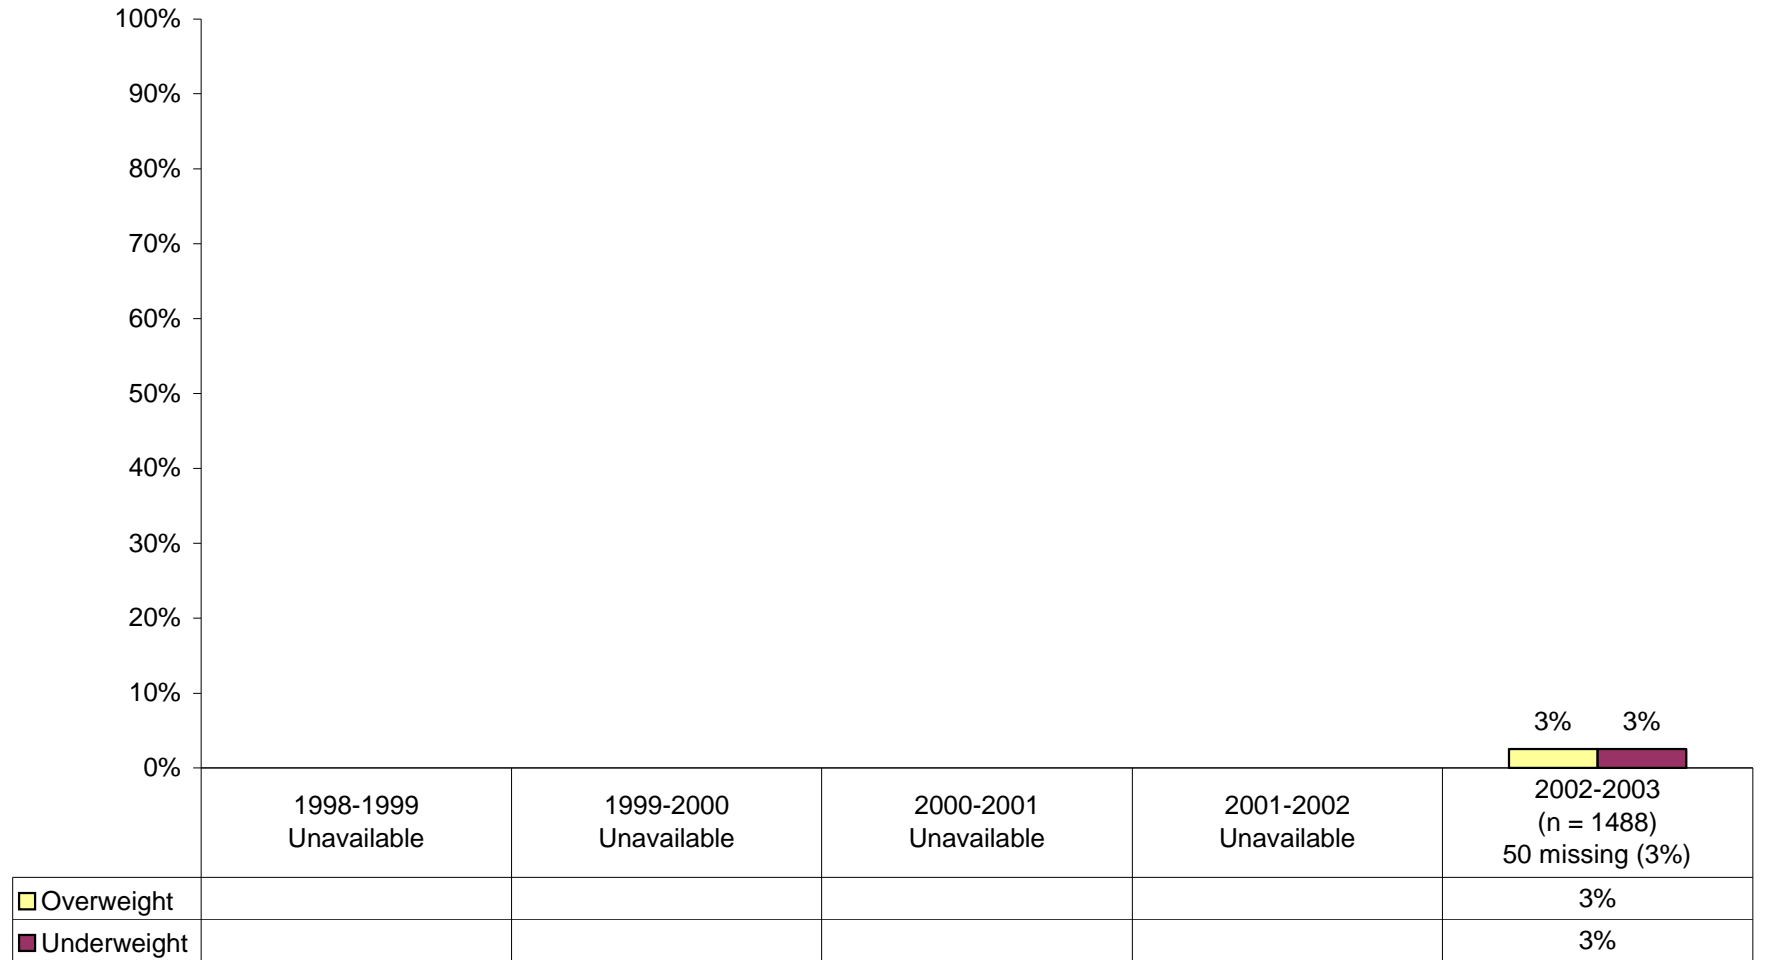 100%
90%
80%
70%
60%
50%
40%
30%
20%
10%
0%
3% 3%
1998-1999
Unavailable
1999-2000
Unavailable
2000-2001
Unavailable
2001-2002
Unavailable
2002-2003
(n = 1488)
50 missing (3%)
Overweight 3%
Underweight 3%